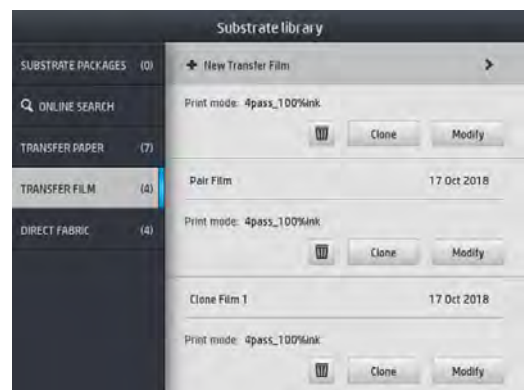 Substrate library
SUBSTRATE PACKAGES (0)
ONLINE SEARCH
TRANSFER PAPER (7)
TRANSFER FILM (4)
DIRECT FABRIC (4)
+ New Transfer Film >
Print mode: 4pass_100%ink
Clone Modify
Pair Film 17 Oct 2018
Print mode: 4pass_100%ink
Clone Modify
Clone Film 1 17 Oct 2018
Print mode: 4pass_100%ink
Clone Modify